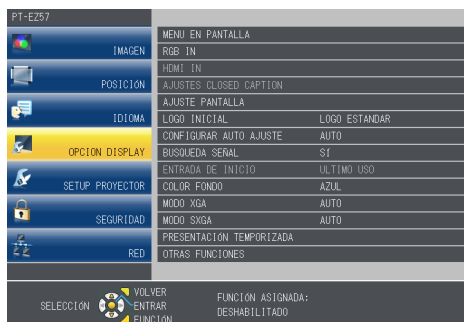 PT-EZ57
IMAGEN
POSICIÓN
IDIOMA
OPCION DISPLAY
SETUP PROYECTOR
SEGURIDAD
RED
MENU EN PANTALLA
RGB IN
HDMI IN
AJUSTES CLOSED CAPTION
AJUSTE PANTALLA
LOGO INICIAL LOGO ESTANDAR
CONFIGURAR AUTO AJUSTE AUTO
BUSQUEDA SEÑAL SÍ
ENTRADA DE INICIO ULTIMO USO
COLOR FONDO AZUL
MODO XGA AUTO
MODO SXGA AUTO
PRESENTACIÓN TEMPORIZADA
OTRAS FUNCIONES
SELECCIÓN
VOLVER
ENTRAR
FUNCIÓN
FUNCIÓN ASIGNADA:
DESHABILITADO